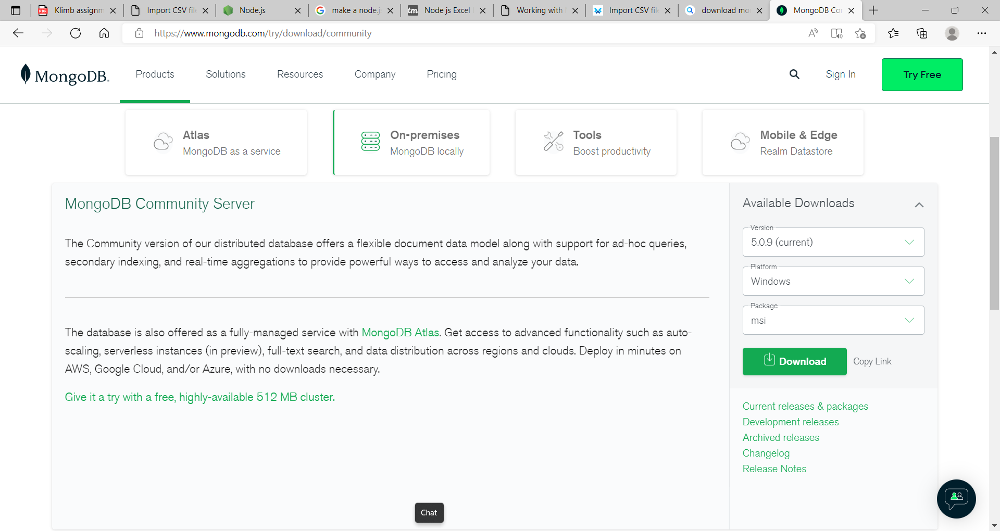 Klimb assignm
Import CSV file
Node.js
make a node.js
Node js Excel
Working with
Import CSV file
download mo
MongoDB Co
https://www.mongodb.com/try/download/community
MongoDB.
Products
Solutions
Resources
Company
Pricing
Sign In
Try Free
Atlas
MongoDB as a service
On-premises
MongoDB locally
Tools
Boost productivity
Mobile & Edge
Realm Datastore
MongoDB Community Server
The Community version of our distributed database offers a flexible document data model along with support for ad-hoc queries,
secondary indexing, and real-time aggregations to provide powerful ways to access and analyze your data.
The database is also offered as a fully-managed service with MongoDB Atlas. Get access to advanced functionality such as auto-
scaling, serverless instances (in preview), full-text search, and data distribution across regions and clouds. Deploy in minutes on
AWS, Google Cloud, and/or Azure, with no downloads necessary.
Give it a try with a free, highly-available 512 MB cluster.
Available Downloads
Version
5.0.9 (current)
Platform
Windows
Package
msi
Download
Copy Link
Current releases & packages
Development releases
Archived releases
Changelog
Release Notes
Chat